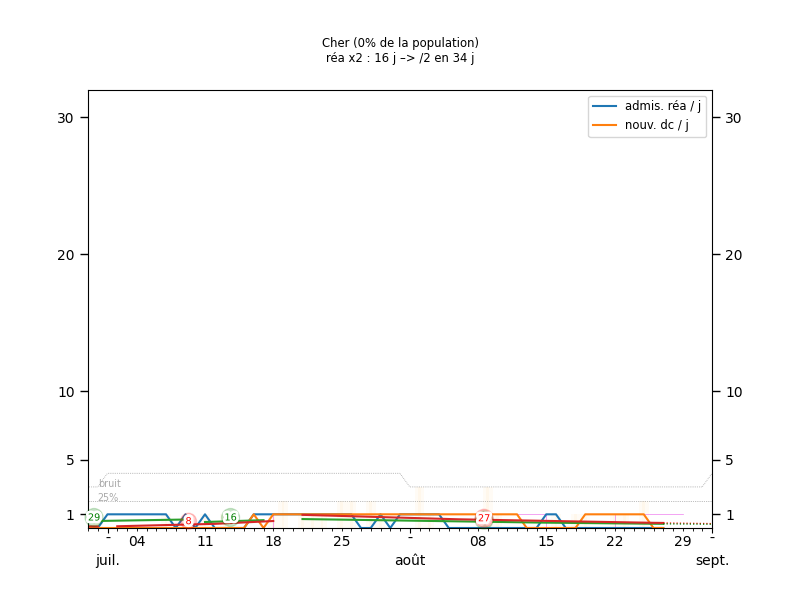 Cher (0% de la population)
réa x2 : 16 j –> /2 en 34 j
admis. réa / j
nouv. dc / j
30 30
20 20
10 10
5 5
bruit
25%
1 1
29 8 16 27
- 04 11 18 25 - 08 15 22 29 -
juil. août sept.